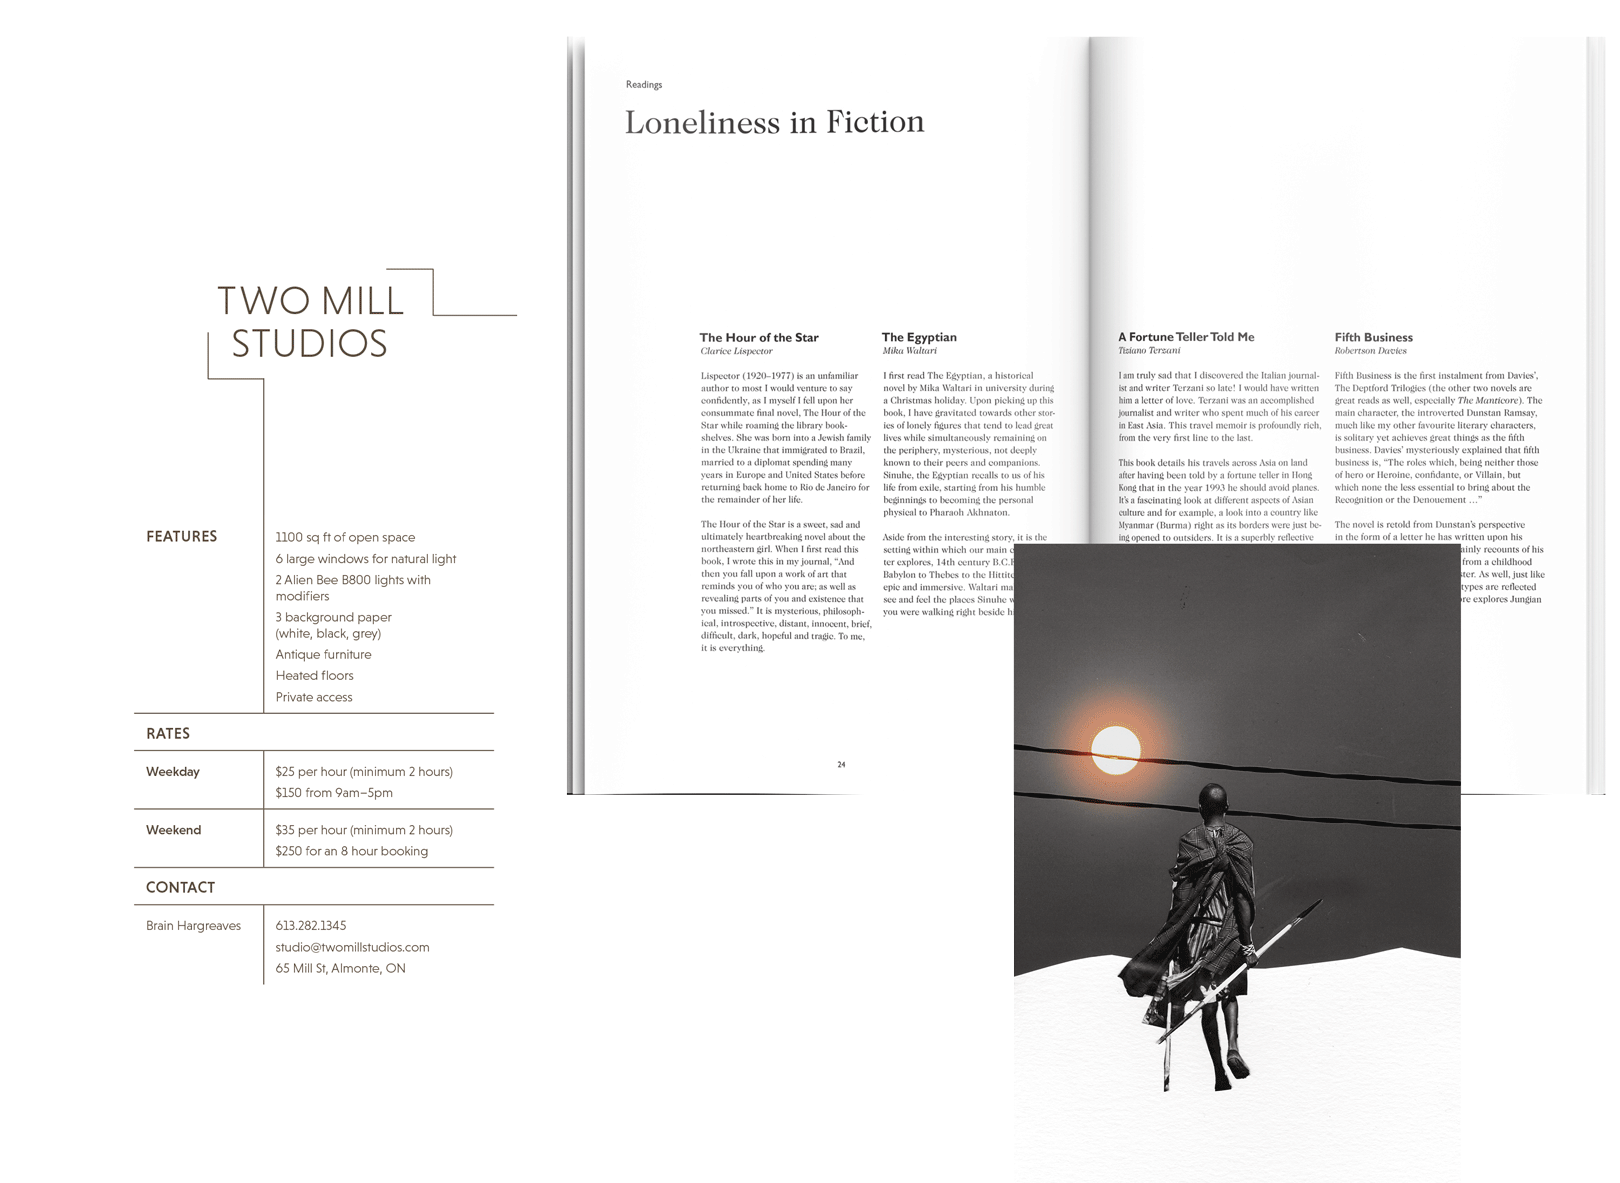 TWO MILL
STUDIOS
FEATURES
1100 sq ft of open space
6 large windows for natural light
2 Alien Bee B800 lights with
modifiers
3 background paper
(white, black, grey)
Antique furniture
Heated floors
Private access
RATES
Weekday
$25 per hour (minimum 2 hours)
$150 from 9am–5pm
Weekend
$35 per hour (minimum 2 hours)
$250 for an 8 hour booking
CONTACT
Brain Hargreaves
613.282.1345
studio@twomillstudios.com
65 Mill St, Almonte, ON
Readings
Loneliness in Fiction
The Hour of the Star
Clarice Lispector
Lispector (1920–1977) is an unfamiliar
author to most I would venture to say
confidently, as I myself I fell upon her
consummate final novel, The Hour of the
Star while roaming the library book-
shelves. She was born into a Jewish family
in the Ukraine that immigrated to Brazil,
married to a diplomat spending many
years in Europe and United States before
returning back home to Rio de Janeiro for
the remainder of her life.
The Hour of the Star is a sweet, sad and
ultimately heartbreaking novel about the
northeastern girl. When I first read this
book, I wrote this in my journal, “And
then you fall upon a work of art that
reminds you of who you are; as well as
revealing parts of you and existence that
you missed.” It is mysterious, philosoph-
ical, introspective, distant, innocent, brief,
difficult, dark, hopeful and tragic. To me,
it is everything.
The Egyptian
Mika Waltari
I first read The Egyptian, a historical
novel by Mika Waltari in university during
a Christmas holiday. Upon picking up this
book, I have gravitated towards other stor-
ies of lonely figures that tend to lead great
lives while simultaneously remaining on
the periphery, mysterious, not deeply
known to their peers and companions.
Sinuhe, the Egyptian recalls to us of his
life from exile, starting from his humble
beginnings to becoming the personal
physical to Pharaoh Akhnaton.
Aside from the interesting story, it is the
setting within which our main
ter explores, 14th century B.C.
Babylon to Thebes to the Hittit
epic and immersive. Waltari ma
see and feel the places Sinuhe
you were walking right beside
24
A Fortune Teller Told Me
Tiziano Terzani
I am truly sad that I discovered the Italian journal-
ist and writer Terzani so late! I would have written
him a letter of love. Terzani was an accomplished
journalist and writer who spent much of his career
in East Asia. This travel memoir is profoundly rich,
from the very first line to the last.
This book details his travels across Asia on land
after having been told by a fortune teller in Hong
Kong that in the year 1993 he should avoid planes.
It’s a fascinating look at different aspects of Asian
culture and for example, a look into a country like
Myanmar (Burma) right as its borders were just be-
ing opened to outsiders. It is a superbly reflective
Fifth Business
Robertson Davies
Fifth Business is the first instalment from Davies’,
The Deptford Trilogies (the other two novels are
great reads as well, especially The Manticore). The
main character, the introverted Dunstan Ramsay,
much like my other favourite literary characters,
is solitary yet achieves great things as the fifth
business. Davies’ mysteriously explained that fifth
business is, “The roles which, being neither those
of hero or Heroine, confidante, or Villain, but
which none the less essential to bring about the
Recognition or the Denouement …”
The novel is retold from Dunstan’s perspective
in the form of a letter he has written upon his
ainly recounts of his
from a childhood
ster. As well, just like
types are reflected
ore explores Jungian